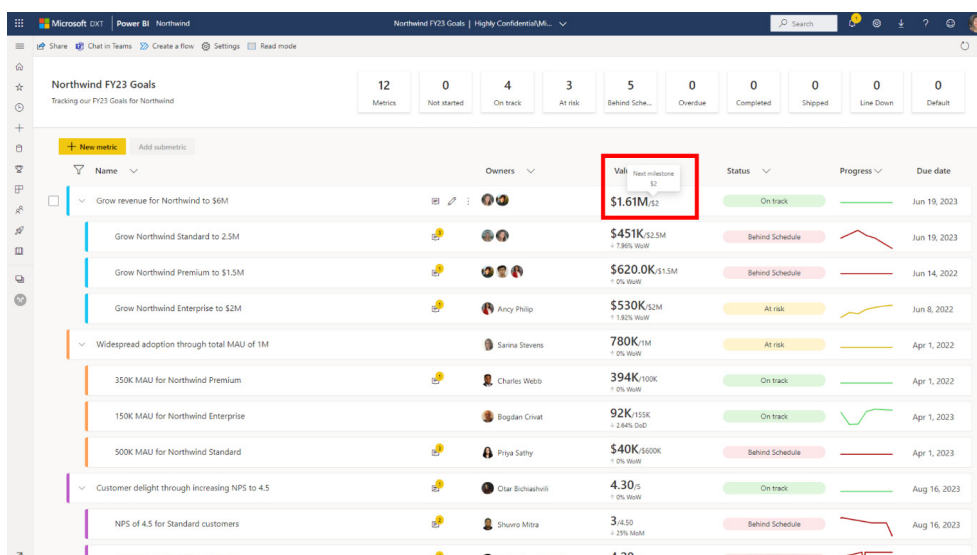 Microsoft DXT Power BI Northwind
Northwind FY23 Goals | Highly Confidential\Mi...
Search
Share Chat in Teams Create a flow Settings Read mode
Northwind FY23 Goals
Tracking our FY23 Goals for Northwind
12 Metrics
0 Not started
4 On track
3 At risk
5 Behind Sche...
0 Overdue
0 Completed
0 Shipped
0 Line Down
0 Default
New metric Add submetric
Name Owners Val Status Progress Due date
Next milestone
$2
Grow revenue for Northwind to $6M $1.61M/$2 On track Jun 19, 2023
Grow Northwind Standard to 2.5M $451K/$2.5M Behind Schedule Jun 19, 2023
↓ 7.96% WoW
Grow Northwind Premium to $1.5M $620.0K/$1.5M Behind Schedule Jun 14, 2022
↑ 0% WoW
Grow Northwind Enterprise to $2M Ancy Philip $530K/$2M At risk Jun 8, 2022
↑ 1.92% WoW
Widespread adoption through total MAU of 1M Sarina Stevens 780K/1M At risk Apr 1, 2022
↑ 0% WoW
350K MAU for Northwind Premium Charles Webb 394K/100K On track Apr 1, 2022
↑ 0% WoW
150K MAU for Northwind Enterprise Bogdan Crivat 92K/155K On track Apr 1, 2023
↓ 2.64% DoD
500K MAU for Northwind Standard Priya Sathy $40K/$600K Behind Schedule Apr 1, 2023
↑ 0% WoW
Customer delight through increasing NPS to 4.5 Otar Bichiashvili 4.30/5 On track Aug 16, 2023
↑ 0% WoW
NPS of 4.5 for Standard customers Shuvro Mitra 3/4.50 Behind Schedule Aug 16, 2023
↓ 25% MoM